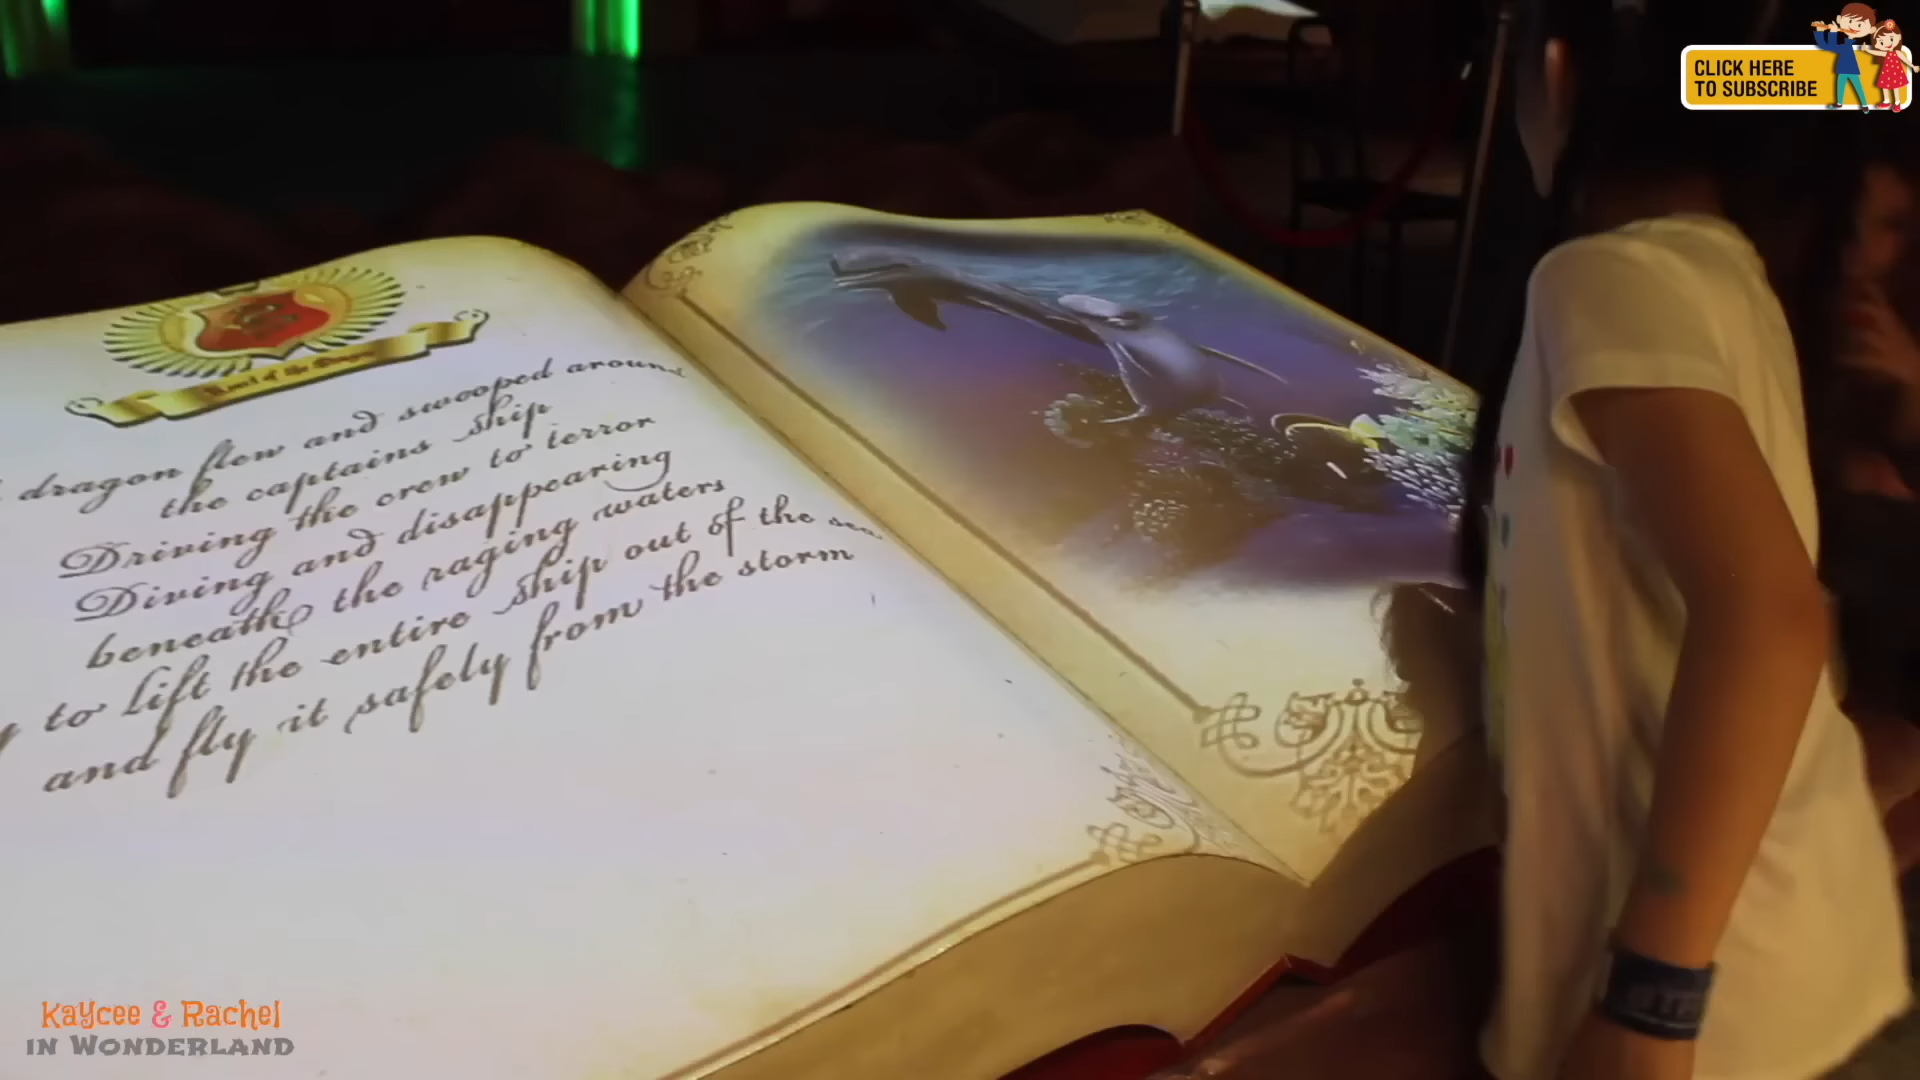 CLICK HERE
TO SUBSCRIBE
dragon flew and swooped around
the captains ship
Driving the crew to terror
Diving and disappearing
beneath the raging waters
to lift the entire ship out of the sea
and fly it safely from the storm
Kaycee & Rachel
in Wonderland